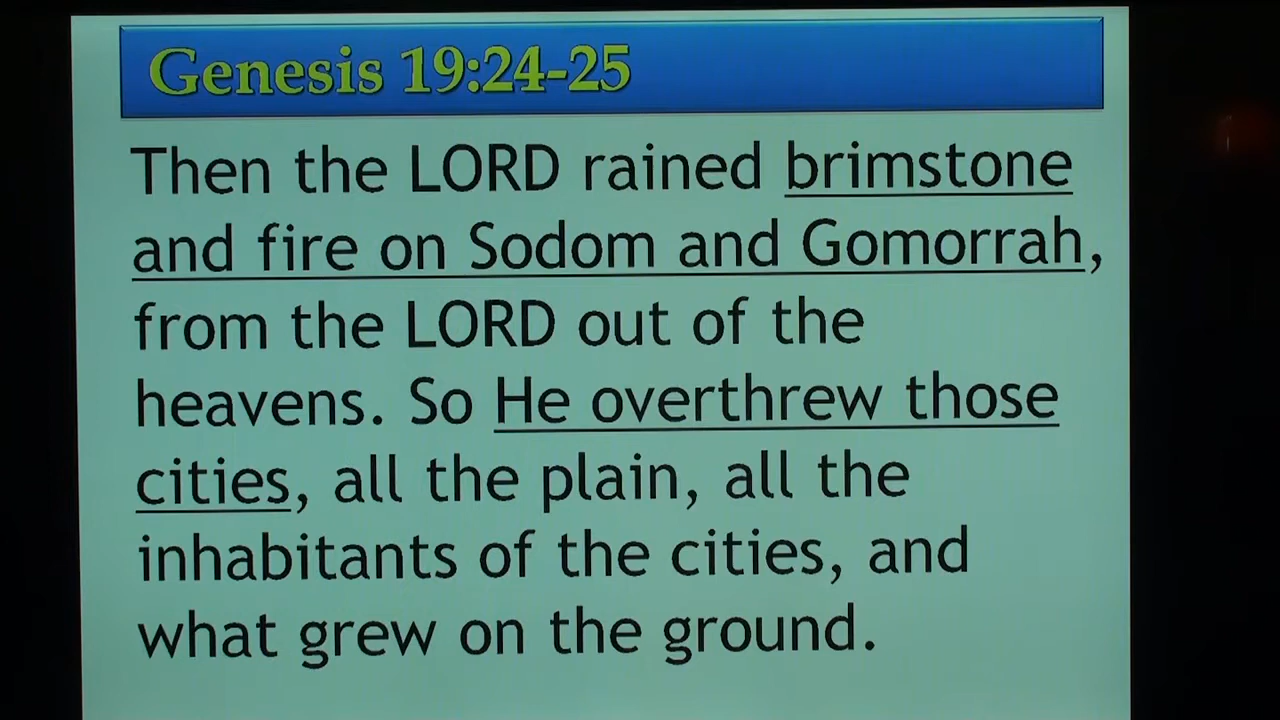 Genesis 19:24-25
Then the LORD rained brimstone
and fire on Sodom and Gomorrah,
from the LORD out of the
heavens. So He overthrew those
cities, all the plain, all the
inhabitants of the cities, and
what grew on the ground.